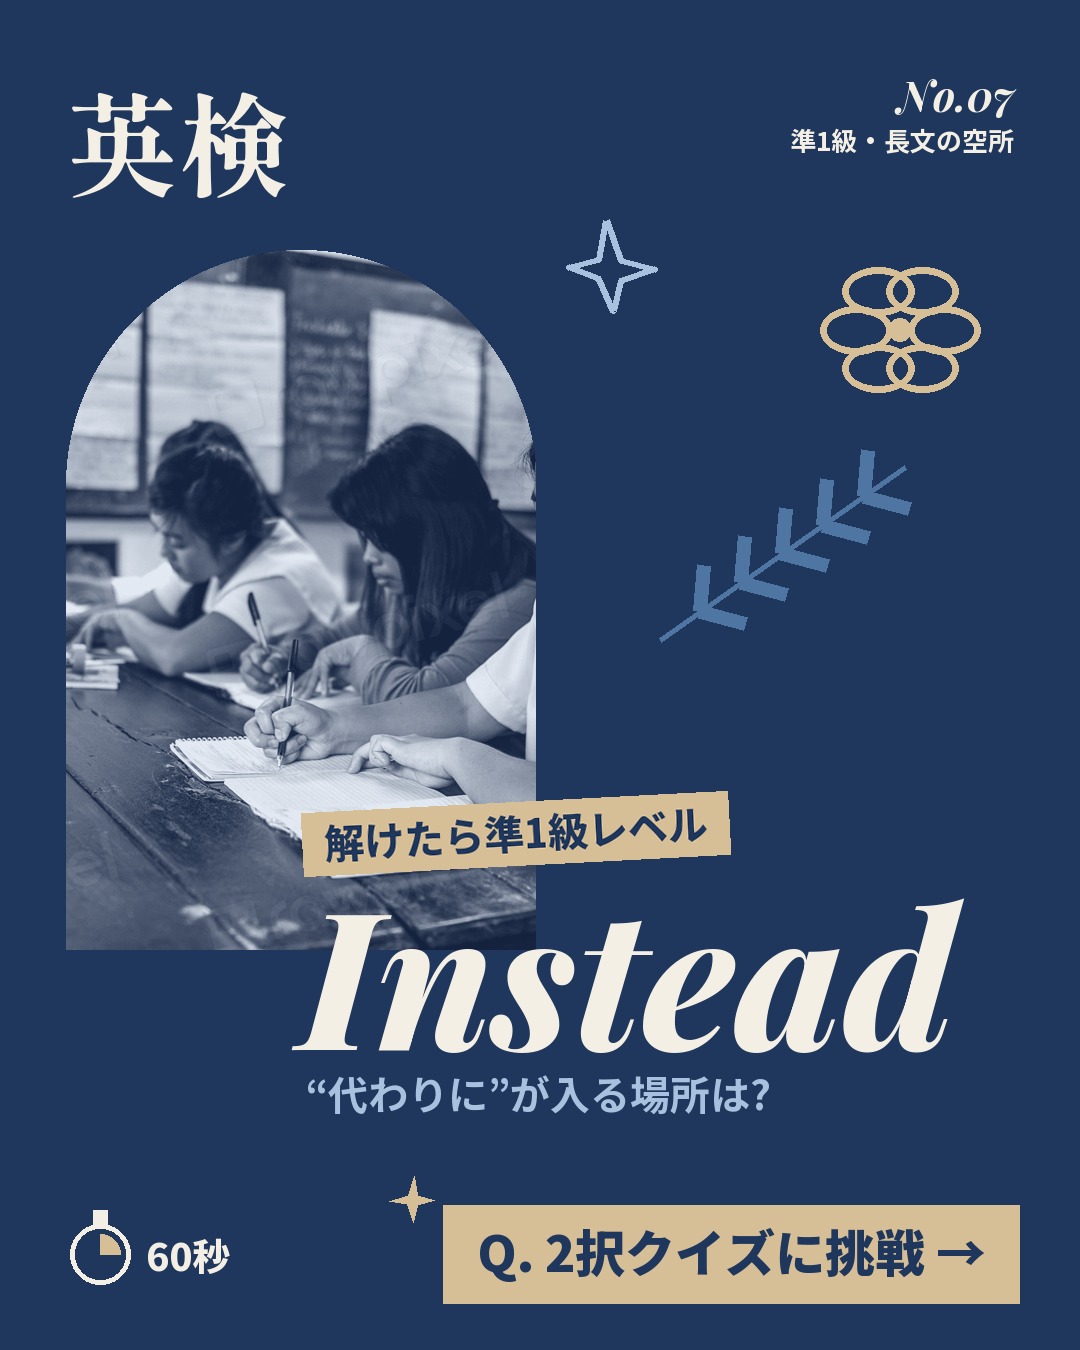 英検
No.07
準1級・長文の空所
解けたら準1級レベル
Instead
“代わりに”が入る場所は?
60秒
Q. 2択クイズに挑戦 →